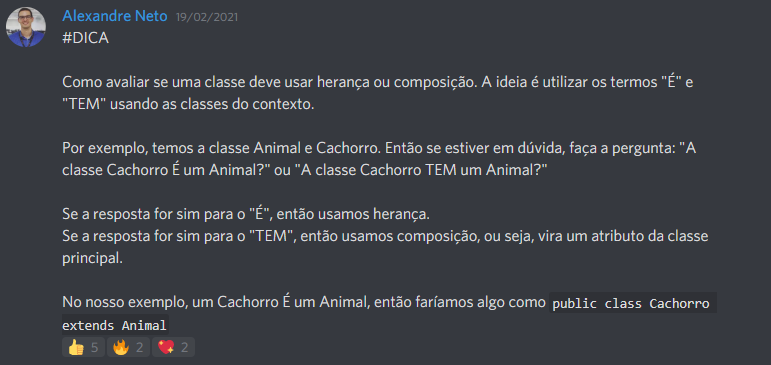 Alexandre Neto 19/02/2021
#DICA
Como avaliar se uma classe deve usar herança ou composição. A ideia é utilizar os termos "É" e
"TEM" usando as classes do contexto.
Por exemplo, temos a classe Animal e Cachorro. Então se estiver em dúvida, faça a pergunta: "A
classe Cachorro É um Animal?" ou "A classe Cachorro TEM um Animal?"
Se a resposta for sim para o "É", então usamos herança.
Se a resposta for sim para o "TEM", então usamos composição, ou seja, vira um atributo da classe
principal.
No nosso exemplo, um Cachorro É um Animal, então faríamos algo como public class Cachorro
extends Animal
👍 5 🔥 2 💖 2